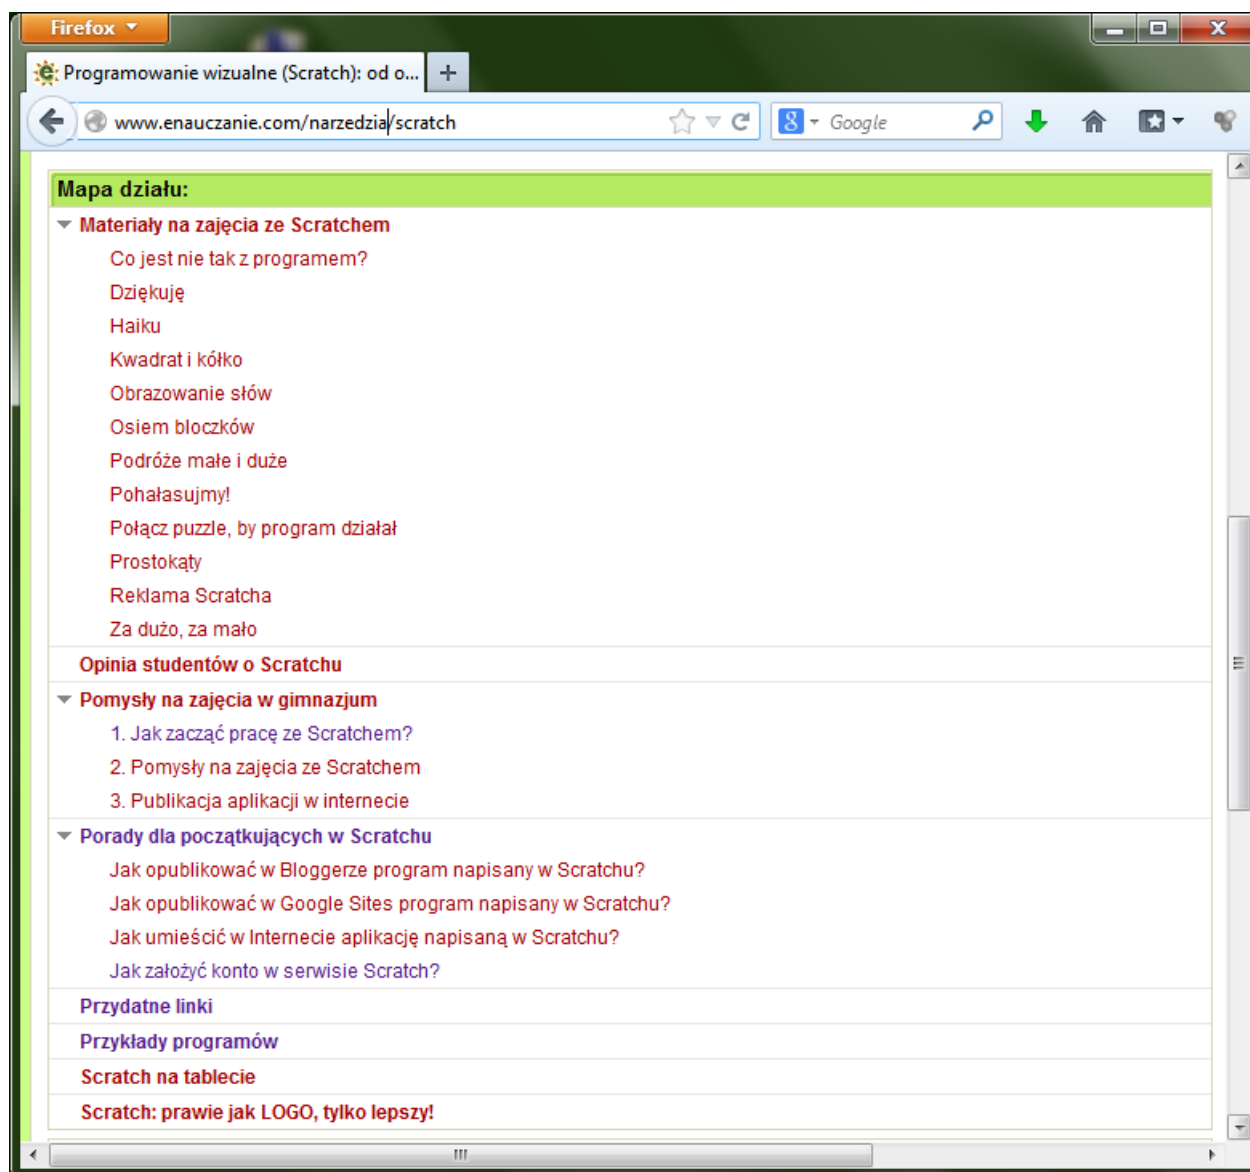 Firefox
Programowanie wizualne (Scratch): od o...
www.enauczanie.com/narzedzia/scratch
Google
Mapa działu:
Materiały na zajęcia ze Scratchem
Co jest nie tak z programem?
Dziękuję
Haiku
Kwadrat i kółko
Obrazowanie słów
Osiem bloczków
Podróże małe i duże
Pohałasujmy!
Połącz puzzle, by program działał
Prostokąty
Reklama Scratcha
Za dużo, za mało
Opinia studentów o Scratchu
Pomysły na zajęcia w gimnazjum
1. Jak zacząć pracę ze Scratchem?
2. Pomysły na zajęcia ze Scratchem
3. Publikacja aplikacji w internecie
Porady dla początkujących w Scratchu
Jak opublikować w Bloggerze program napisany w Scratchu?
Jak opublikować w Google Sites program napisany w Scratchu?
Jak umieścić w Internecie aplikację napisaną w Scratchu?
Jak założyć konto w serwisie Scratch?
Przydatne linki
Przykłady programów
Scratch na tablecie
Scratch: prawie jak LOGO, tylko lepszy!